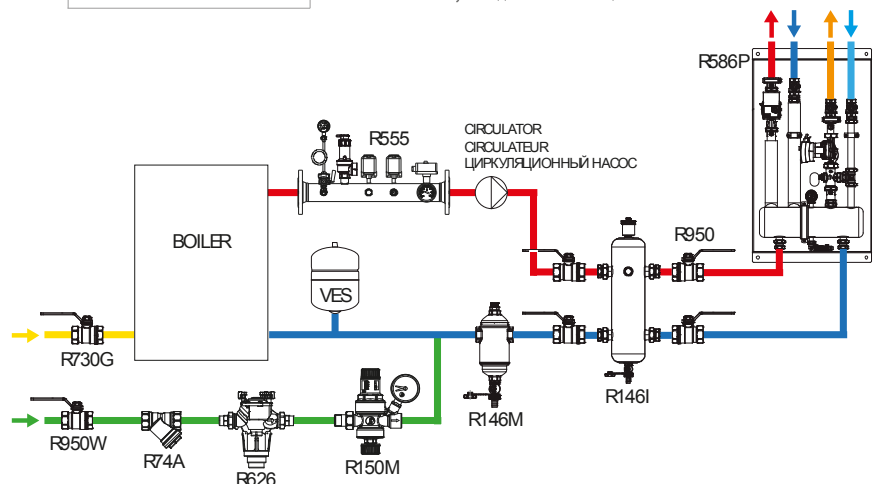 R586P
CIRCULATOR
CIRCULATEUR
ЦИРКУЛЯЦИОННЫЙ НАСОС
R555
BOILER
R950
VES
R730G
R146M
R146I
R950W
R74A
R626
R150M